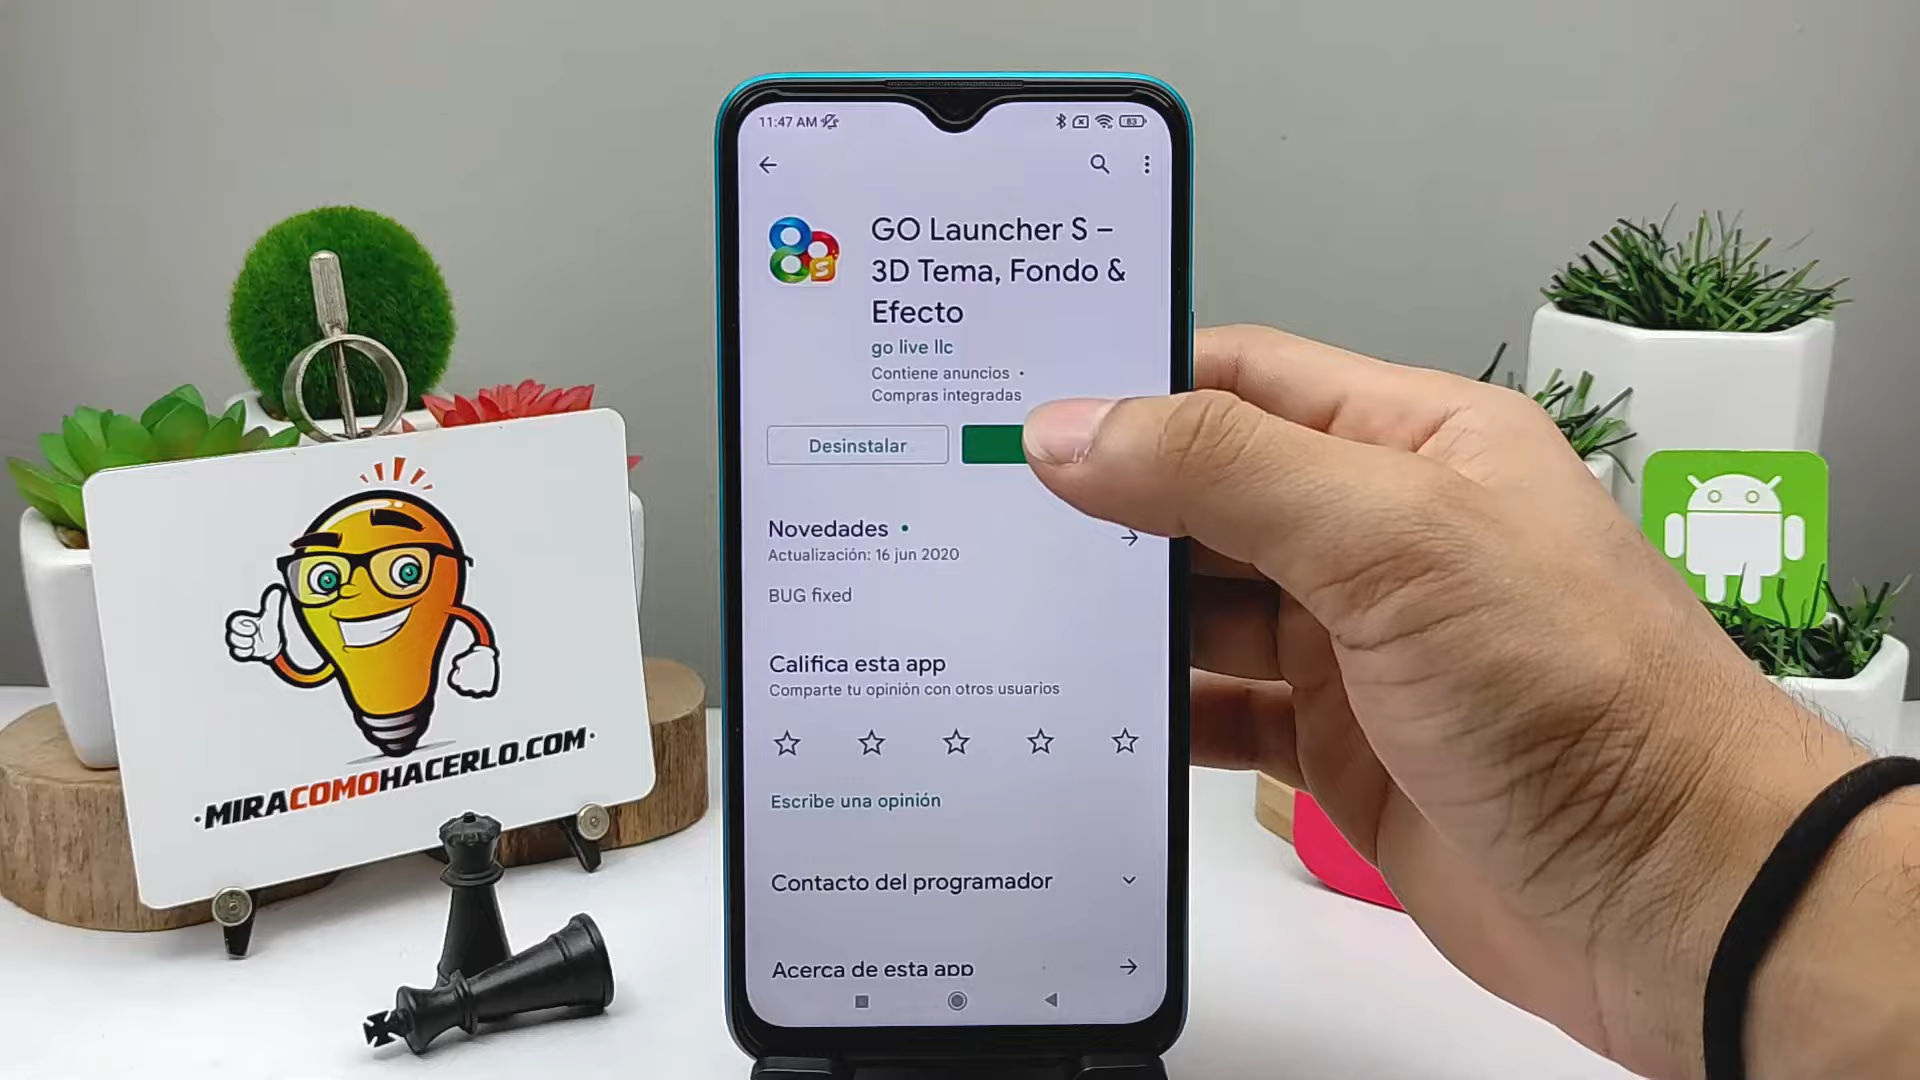 11:47 AM
83
GO Launcher S –
3D Tema, Fondo &
Efecto
go live llc
Contiene anuncios •
Compras integradas
Desinstalar
Novedades •
Actualización: 16 jun 2020
BUG fixed
Califica esta app
Comparte tu opinión con otros usuarios
Escribe una opinión
Contacto del programador
Acerca de esta app
·MIRACOMOHACERLO.COM·